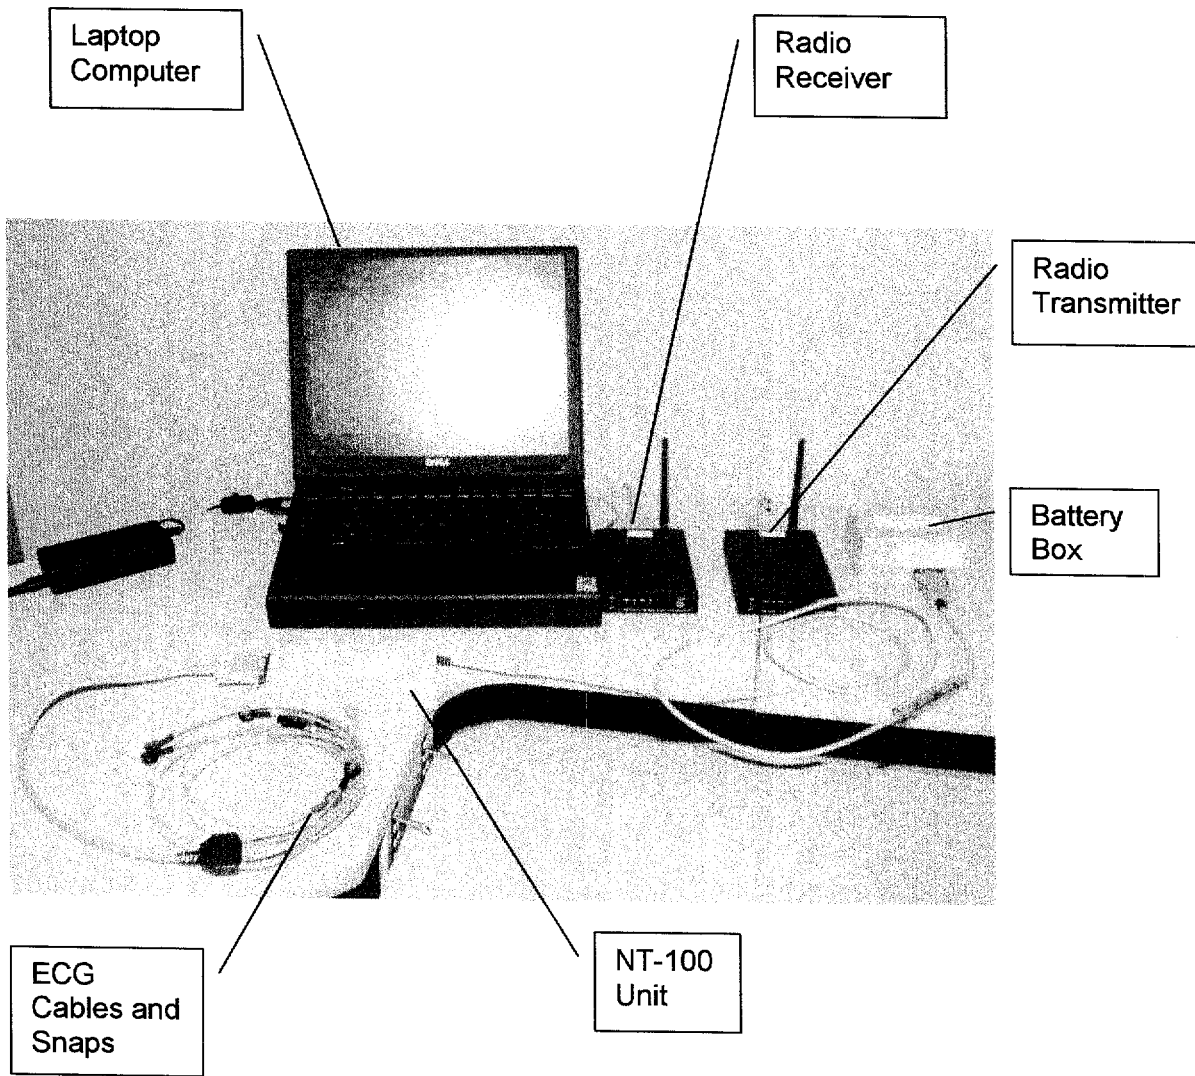 Laptop
Computer
Radio
Receiver
Radio
Transmitter
Battery
Box
ECG
Cables and
Snaps
NT-100
Unit